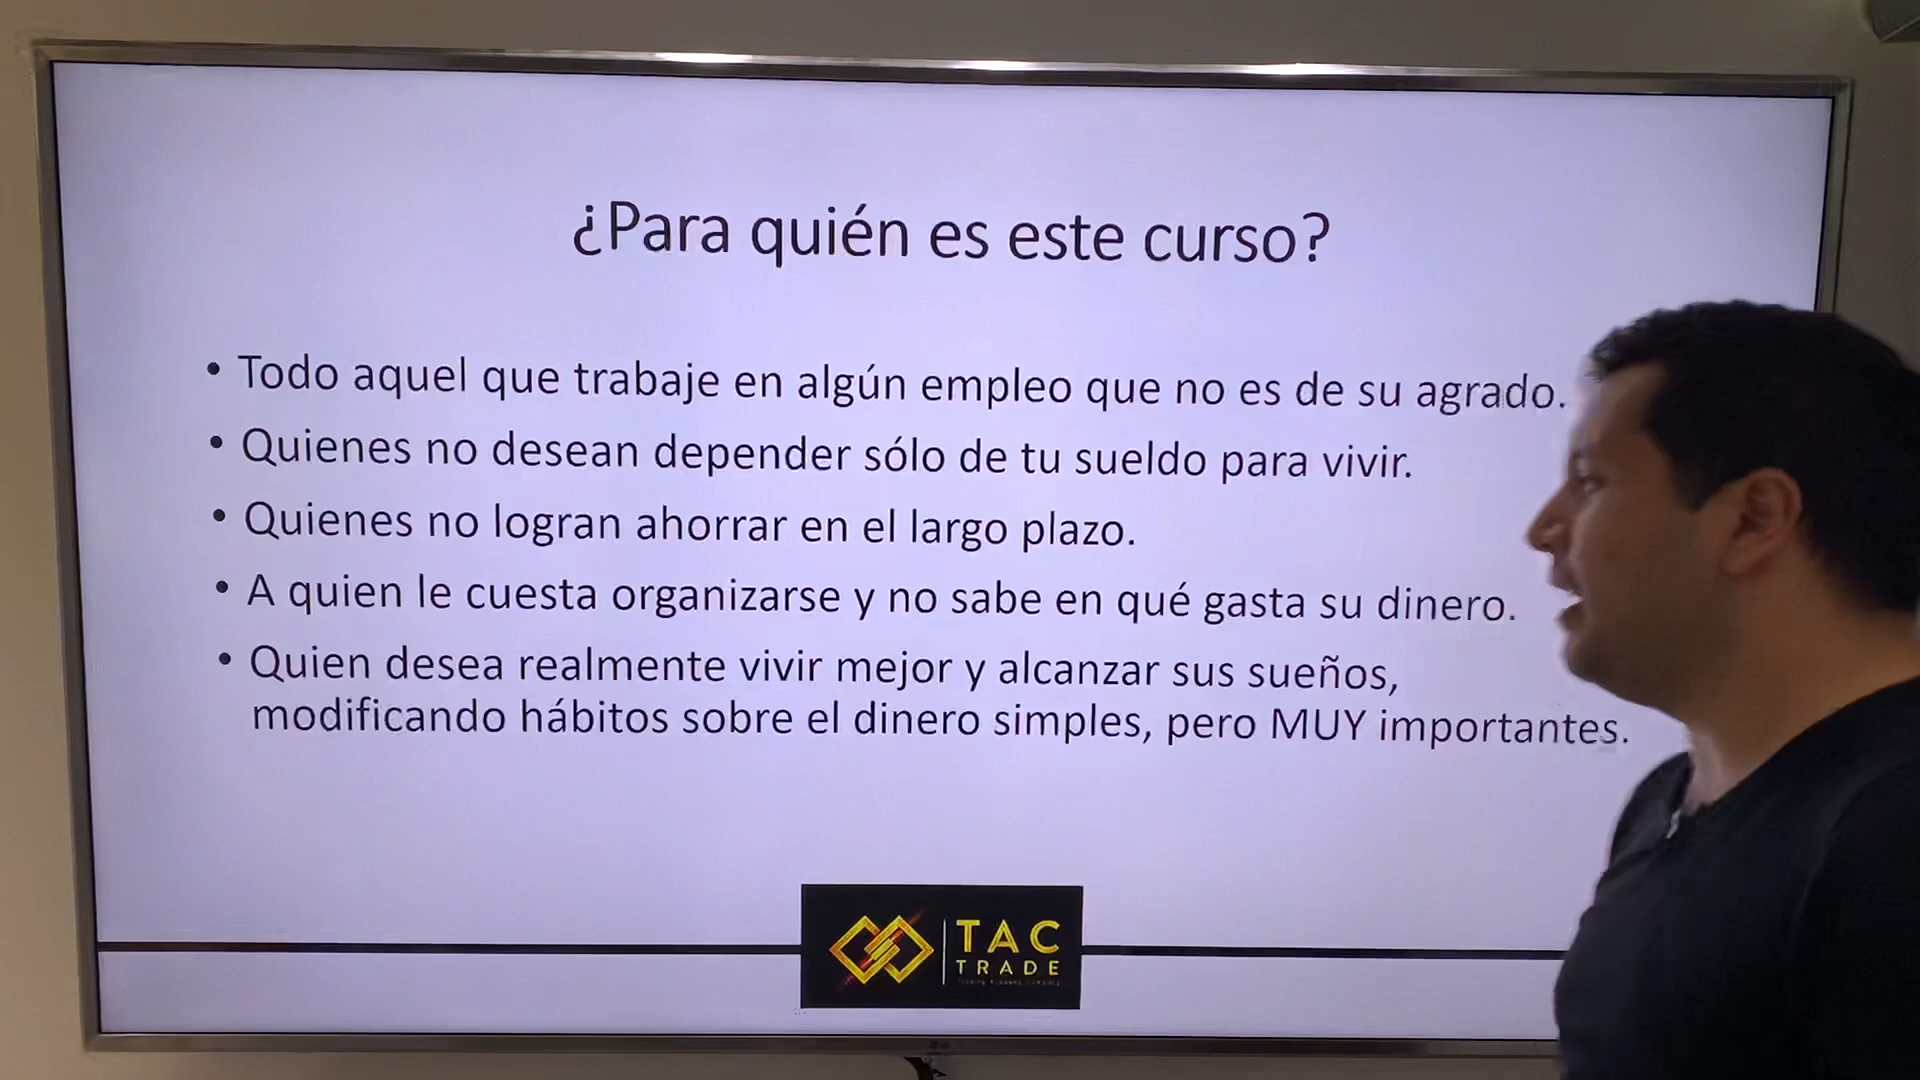 ¿Para quién es este curso?
• Todo aquel que trabaje en algún empleo que no es de su agrado.
• Quienes no desean depender sólo de tu sueldo para vivir.
• Quienes no logran ahorrar en el largo plazo.
• A quien le cuesta organizarse y no sabe en qué gasta su dinero.
• Quien desea realmente vivir mejor y alcanzar sus sueños,
modificando hábitos sobre el dinero simples, pero MUY importantes.
TAC
TRADE